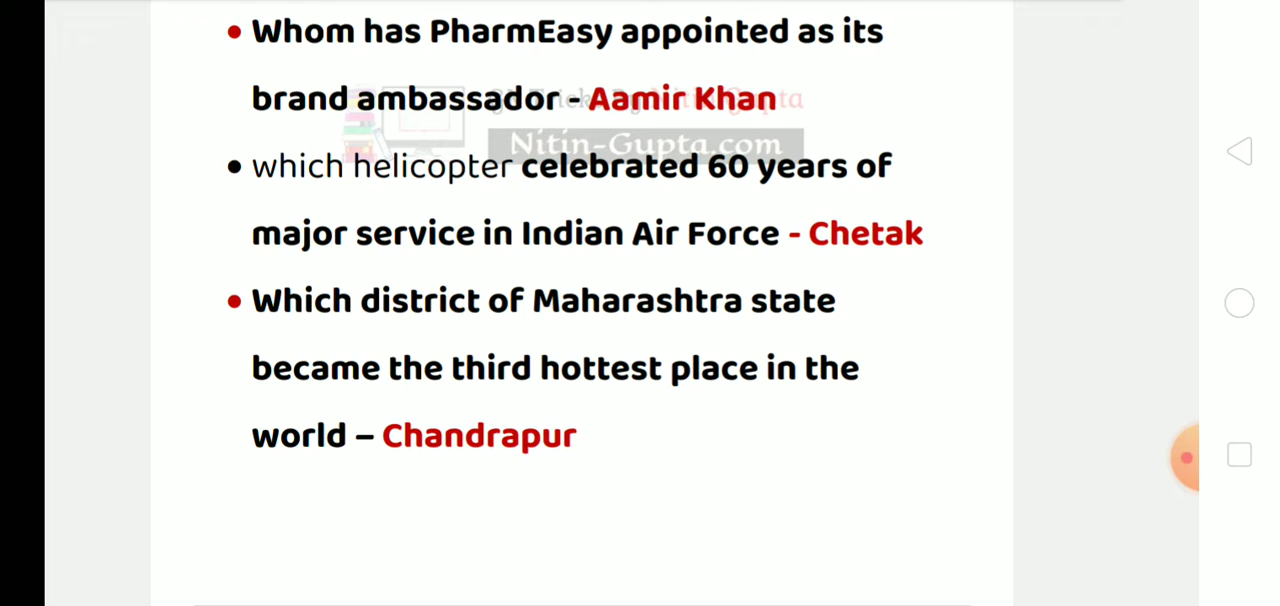 • Whom has PharmEasy appointed as its
brand ambassador - Aamir Khan
Nitin-Gupta.com
• which helicopter celebrated 60 years of
major service in Indian Air Force - Chetak
• Which district of Maharashtra state
became the third hottest place in the
world – Chandrapur